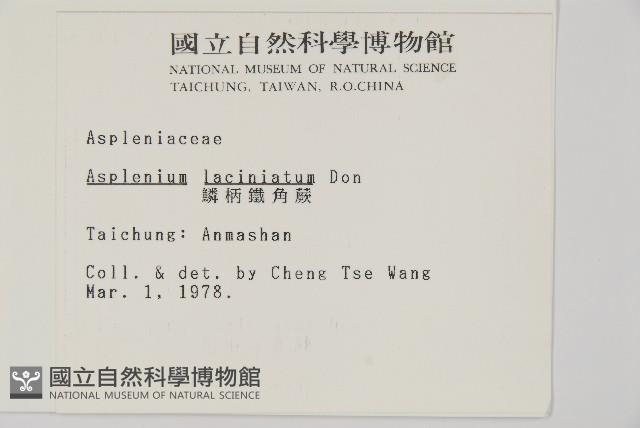 國立自然科學博物館
NATIONAL MUSEUM OF NATURAL SCIENCE
TAICHUNG, TAIWAN, R.O.CHINA
Aspleniaceae
Asplenium laciniatum Don
鱗柄鐵角蕨
Taichung: Anmashan
Coll. & det. by Cheng Tse Wang
Mar. 1, 1978.
國立自然科學博物館
NATIONAL MUSEUM OF NATURAL SCIENCE